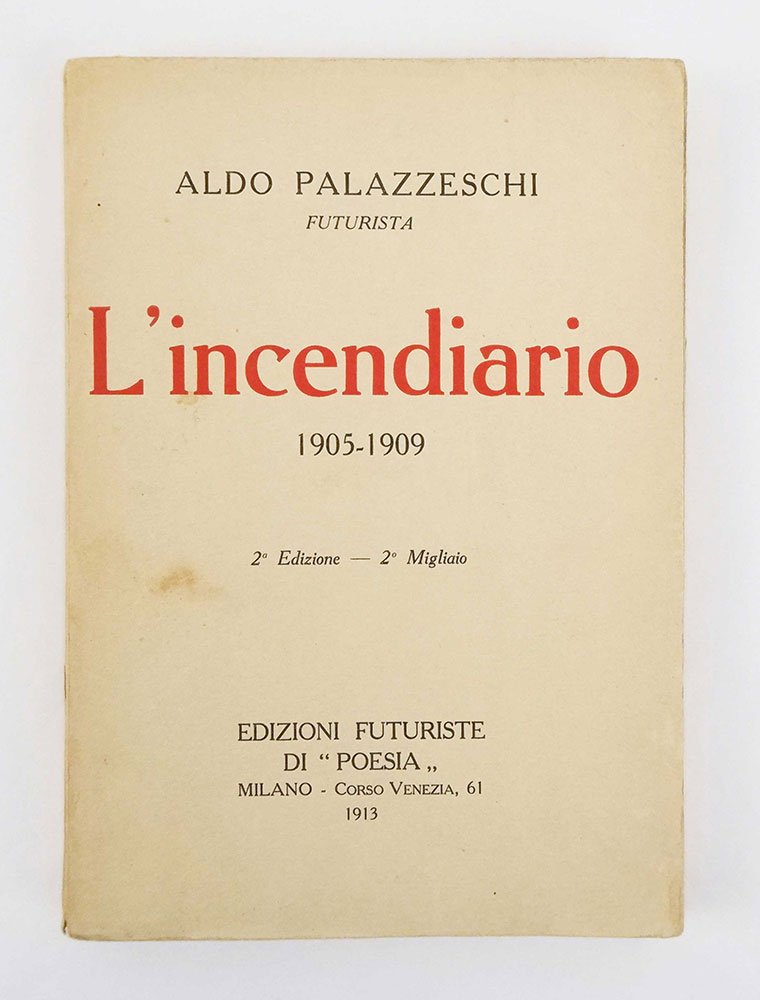 ALDO PALAZZESCHI
FUTURISTA
L'incendiario
1905-1909
2ª Edizione — 2º Migliaio
EDIZIONI FUTURISTE
DI “ POESIA „
MILANO - CORSO VENEZIA, 61
1913